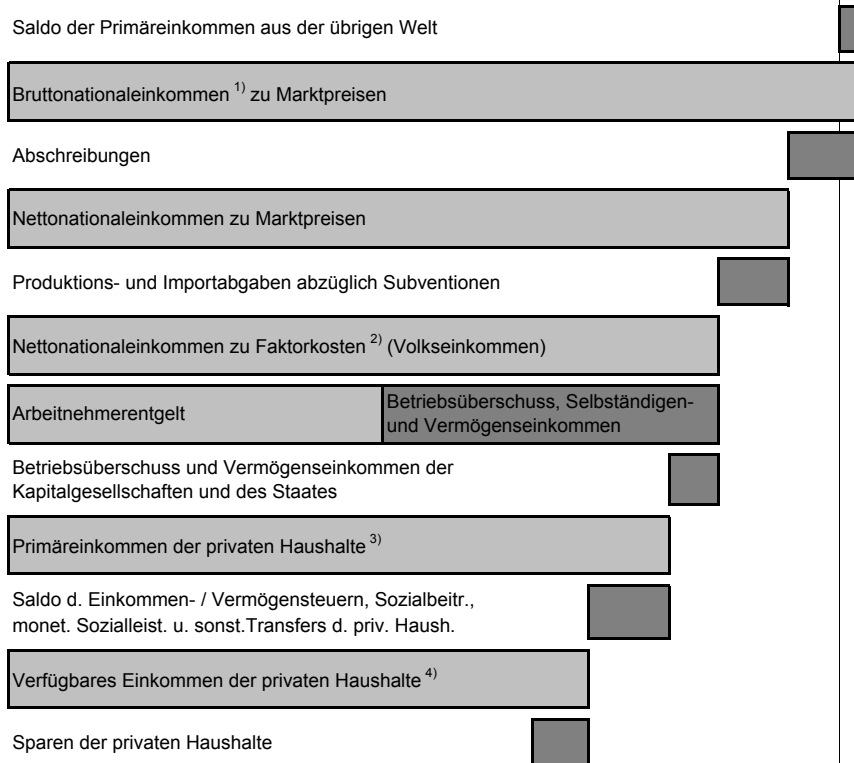 Saldo der Primäreinkommen aus der übrigen Welt
Bruttonationaleinkommen 1) zu Marktpreisen
Abschreibungen
Nettonationaleinkommen zu Marktpreisen
Produktions- und Importabgaben abzüglich Subventionen
Nettonationaleinkommen zu Faktorkosten 2) (Volkseinkommen)
Arbeitnehmerentgelt
Betriebsüberschuss, Selbständigen-
und Vermögenseinkommen
Betriebsüberschuss und Vermögenseinkommen der
Kapitalgesellschaften und des Staates
Primäreinkommen der privaten Haushalte 3)
Saldo d. Einkommen- / Vermögensteuern, Sozialbeitr.,
monet. Sozialleist. u. sonst.Transfers d. priv. Haush.
Verfügbares Einkommen der privaten Haushalte 4)
Sparen der privaten Haushalte